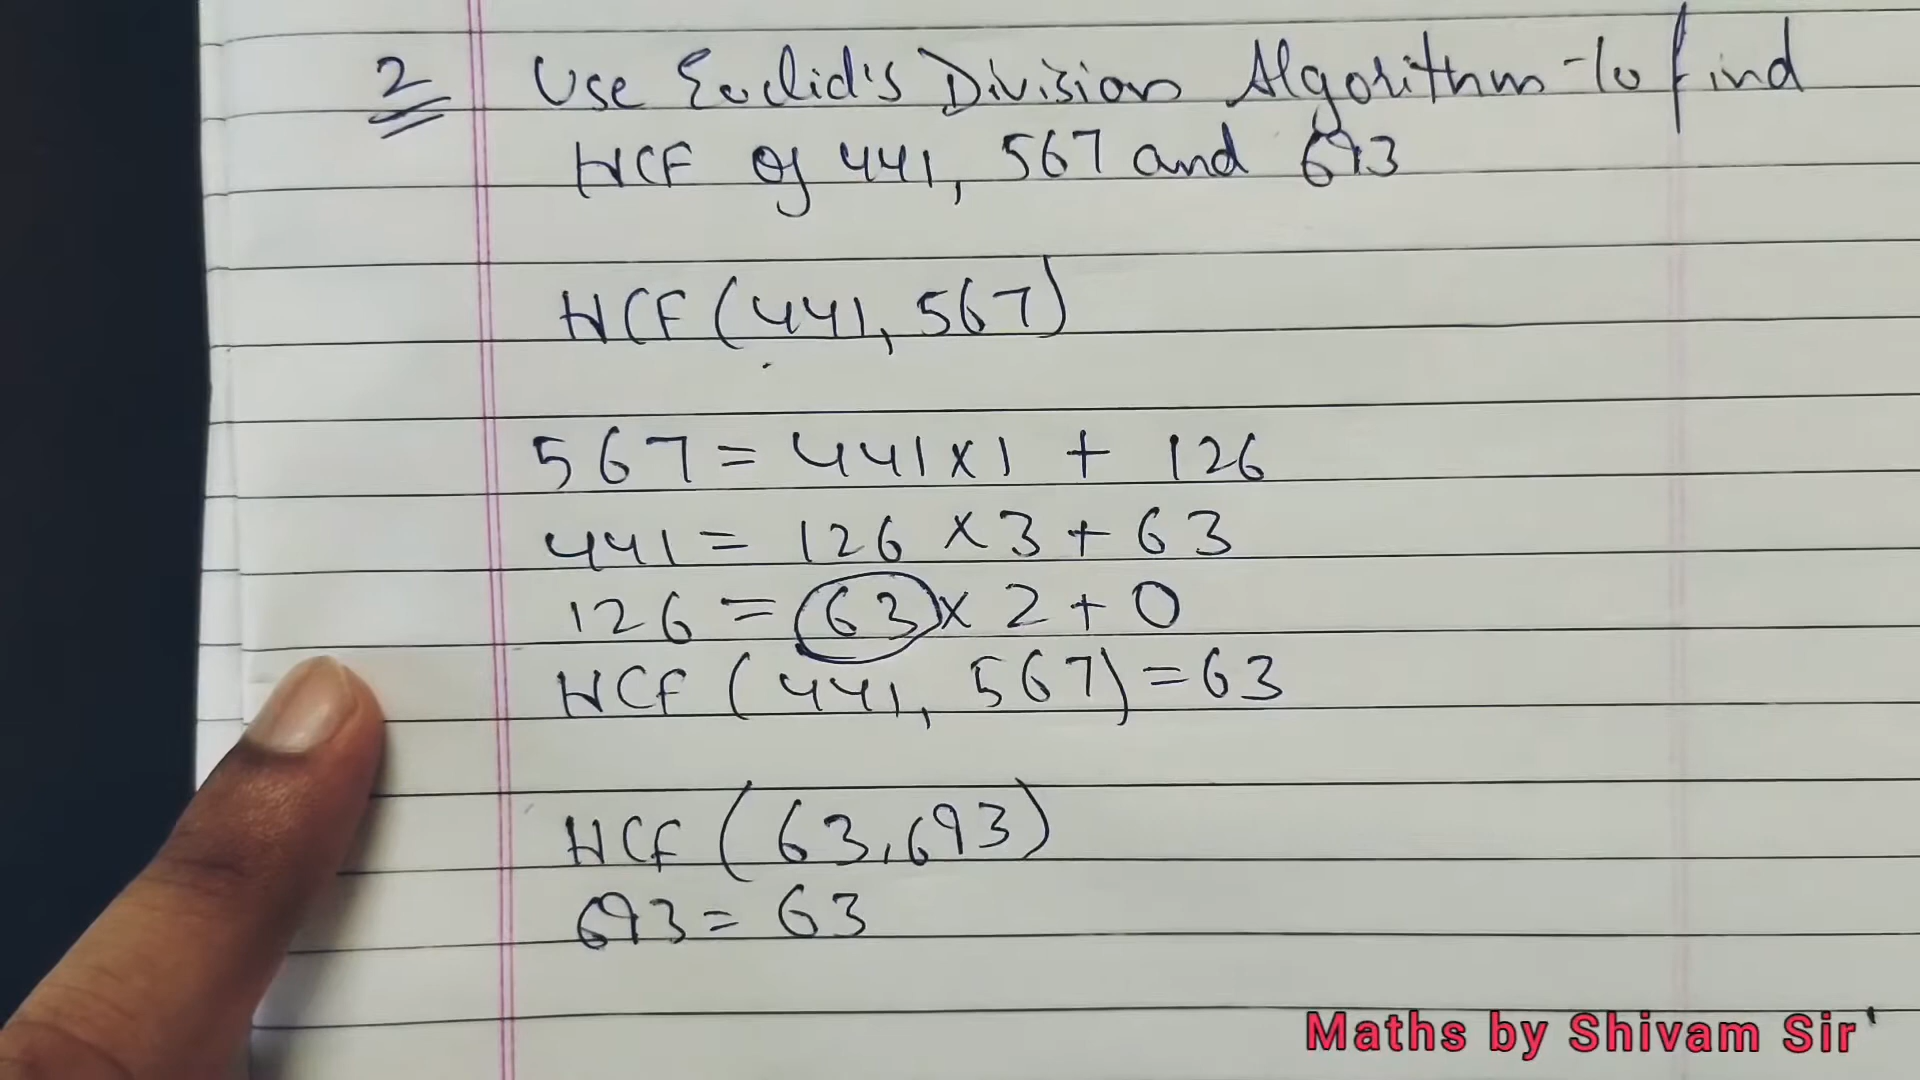 2 Use Euclid's Division Algorithm to find
HCF of 441, 567 and 693
HCF (441, 567)
567 = 441 x 1 + 126
441 = 126 x 3 + 63
126 = 63 x 2 + 0
HCF (441, 567) = 63
HCF (63, 693)
693 = 63
Maths by Shivam Sir